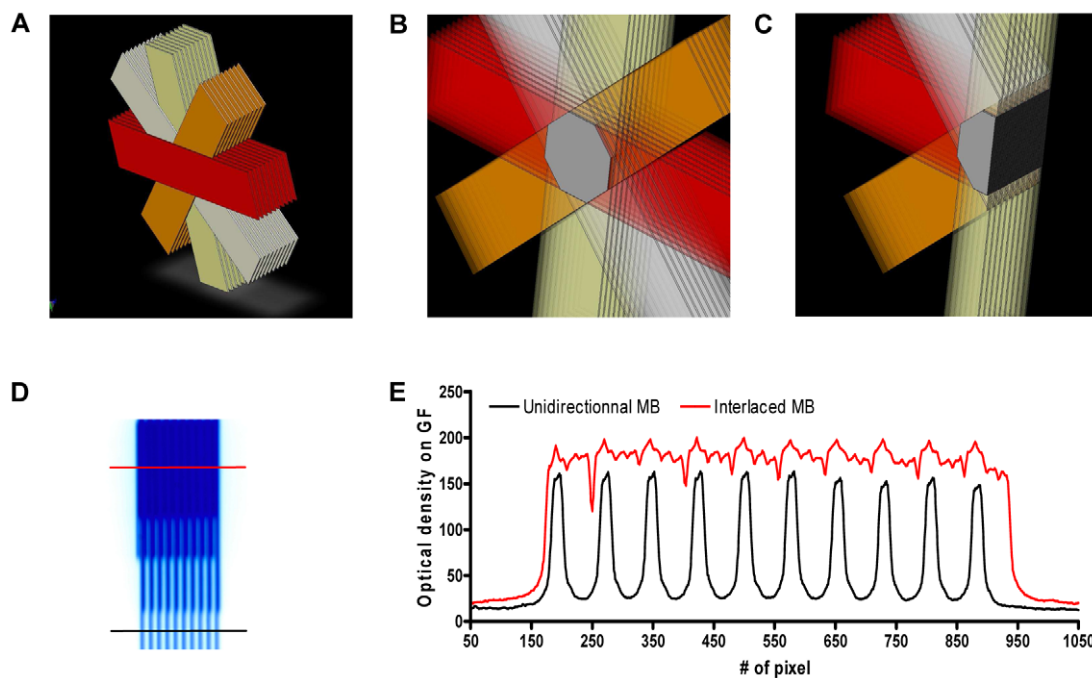 A
B
C
D
E
Optical density on GF
250
200
150
100
50
0
Unidirectionnal MB
Interlaced MB
50 150 250 350 450 550 650 750 850 950 1050
# of pixel